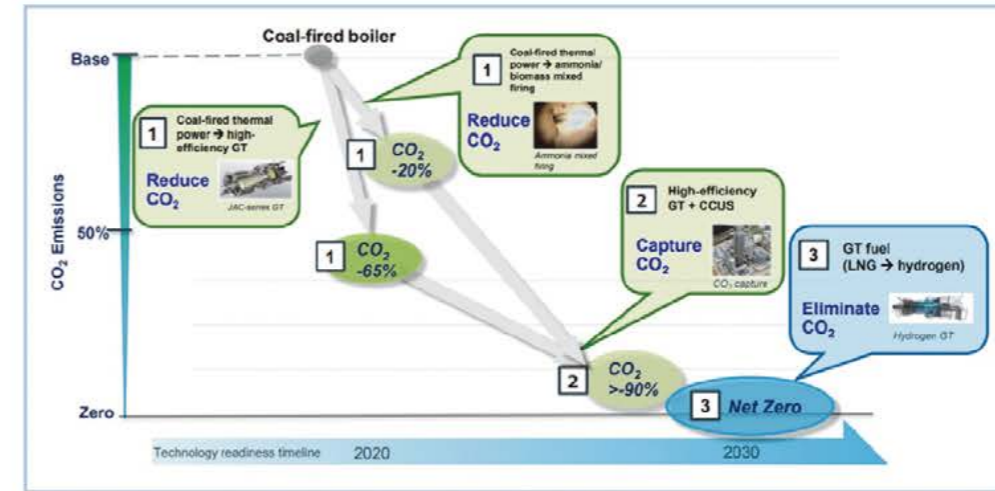 Coal-fired boiler
Base
50%
Zero
CO₂ Emissions
1
Coal-fired thermal
power → high-
efficiency GT
Reduce
CO₂
JAC-series GT
1
Coal-fired thermal
power → ammonia/
biomass mixed
firing
Reduce
CO₂
Ammonia mixed
firing
1
CO₂
-20%
1
CO₂
-65%
2
High-efficiency
GT + CCUS
Capture
CO₂
CO₂ capture
3
GT fuel
(LNG → hydrogen)
Eliminate
CO₂
Hydrogen GT
2
CO₂
>-90%
3
Net Zero
Technology readiness timeline
2020
2030